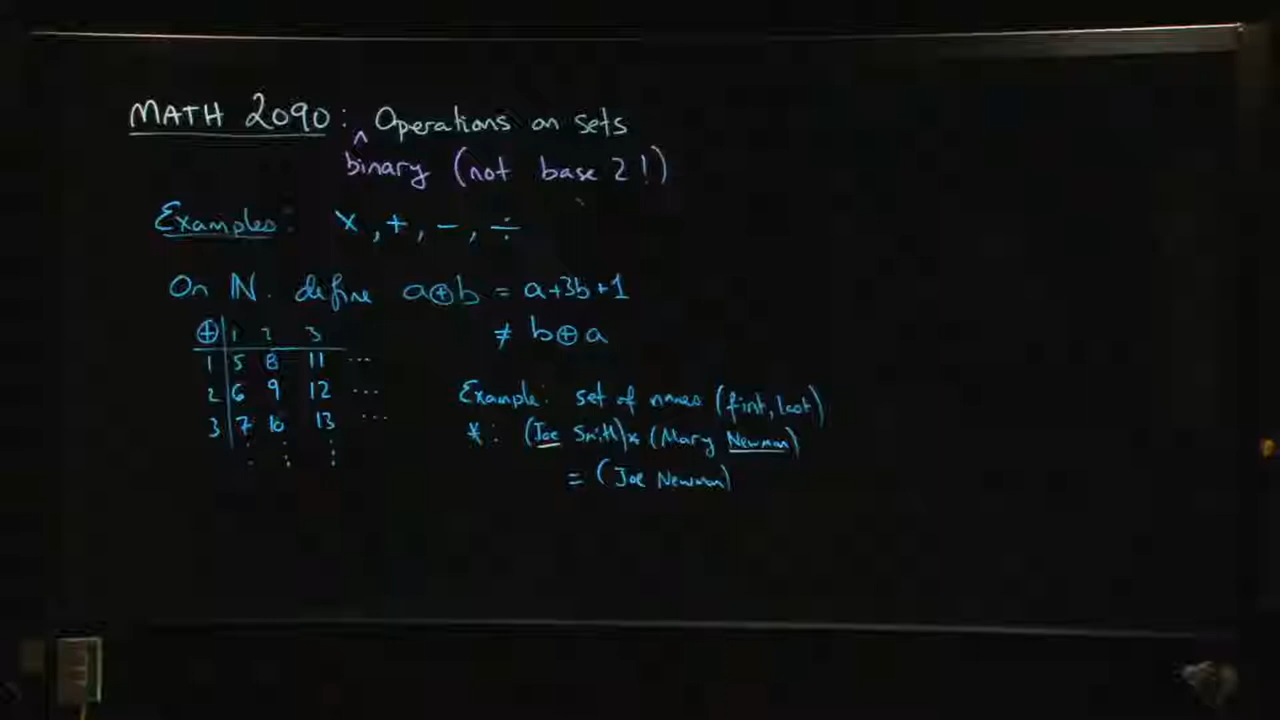 MATH 2090: ^ Operations on sets
binary (not base 2!)
Examples: ×, +, -, ÷
On ℕ. define a⊕b = a+3b+1
≠ b⊕a
⊕ 1 2 3
1 5 8 11 ...
2 6 9 12 ...
3 7 10 13 ...
⋮ ⋮ ⋮
Example: set of names (first, last)
*: (Joe Smith)*(Mary Newman)
= (Joe Newman)